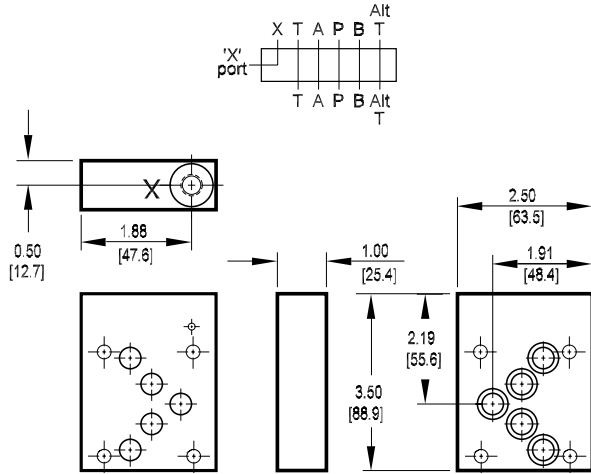 Alt
X T A P B T
'X'
port
T A P B Alt
T
X
0.50
[12.7]
1.88
[47.6]
1.00
[25.4]
2.50
[63.5]
1.91
[48.4]
2.19
[55.6]
3.50
[88.9]